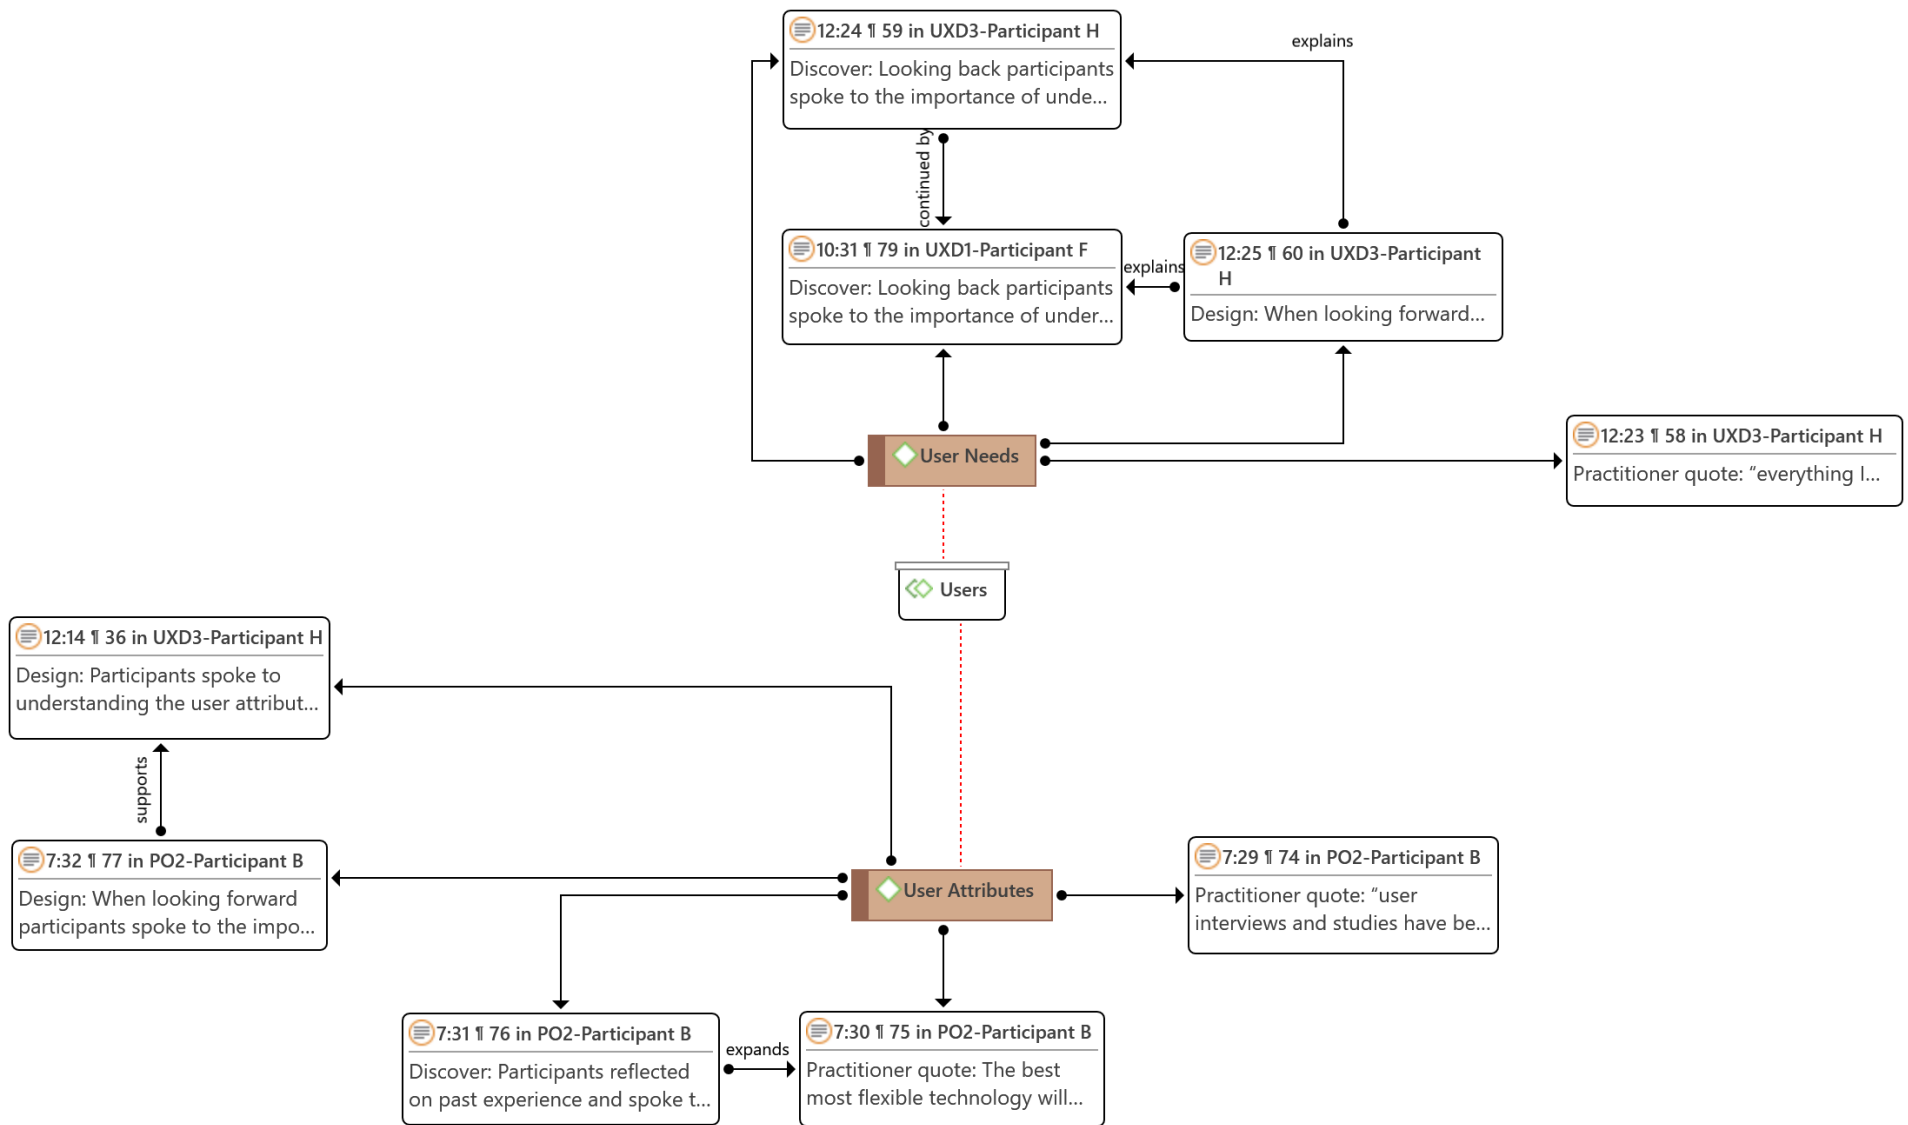 12:24 ¶ 59 in UXD3-Participant H
Discover: Looking back participants
spoke to the importance of unde...
explains
continued by
10:31 ¶ 79 in UXD1-Participant F
Discover: Looking back participants
spoke to the importance of under...
explains
12:25 ¶ 60 in UXD3-Participant
H
Design: When looking forward...
User Needs
12:23 ¶ 58 in UXD3-Participant H
Practitioner quote: “everything I...
Users
12:14 ¶ 36 in UXD3-Participant H
Design: Participants spoke to
understanding the user attribut...
supports
7:32 ¶ 77 in PO2-Participant B
Design: When looking forward
participants spoke to the impo...
User Attributes
7:29 ¶ 74 in PO2-Participant B
Practitioner quote: “user
interviews and studies have be...
7:31 ¶ 76 in PO2-Participant B
Discover: Participants reflected
on past experience and spoke t...
expands
7:30 ¶ 75 in PO2-Participant B
Practitioner quote: The best
most flexible technology will...